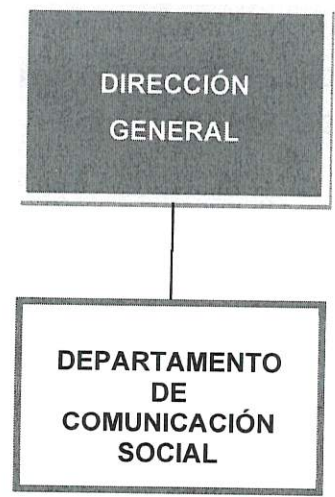 DIRECCIÓN
GENERAL
DEPARTAMENTO
DE
COMUNICACIÓN
SOCIAL